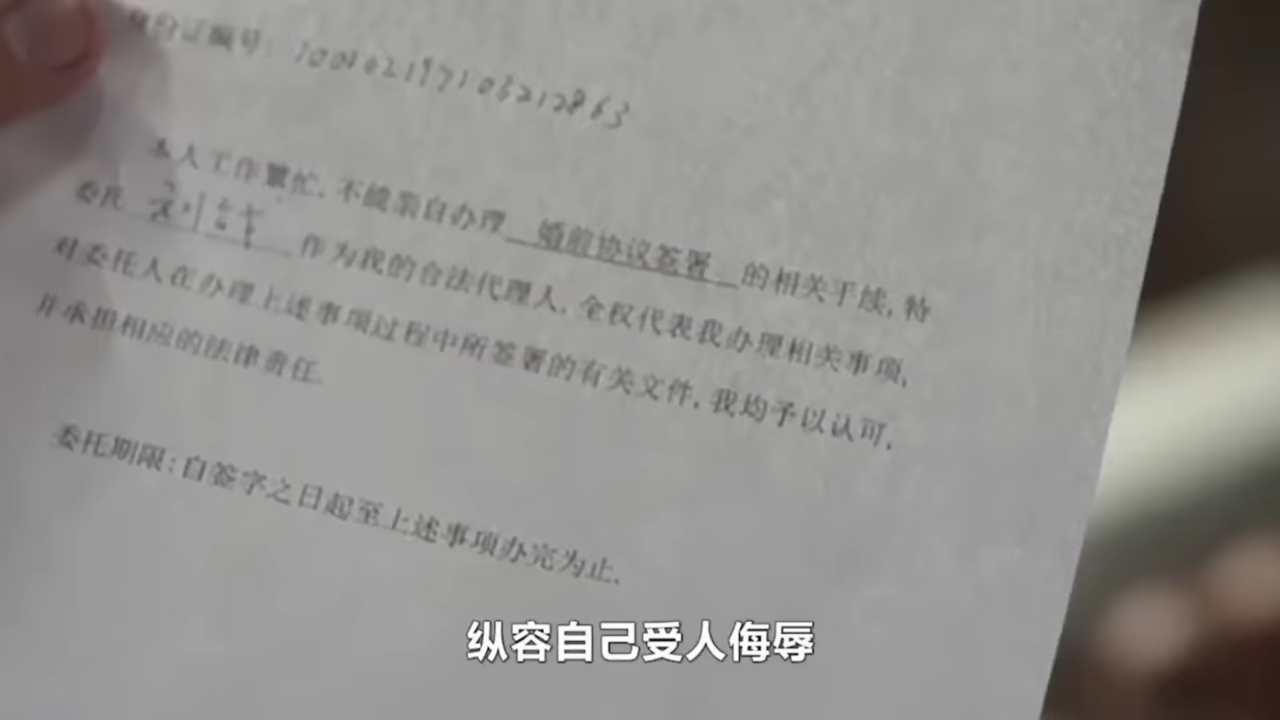 份证编号：100102197103212863
本人工作繁忙，不能亲自办理 婚前协议签署 的相关手续，特
委托 作为我的合法代理人，全权代表我办理相关事项，
对委托人在办理上述事项过程中所签署的有关文件，我均予以认可，
并承担相应的法律责任.
委托期限：自签字之日起至上述事项办完为止.
纵容自己受人侮辱